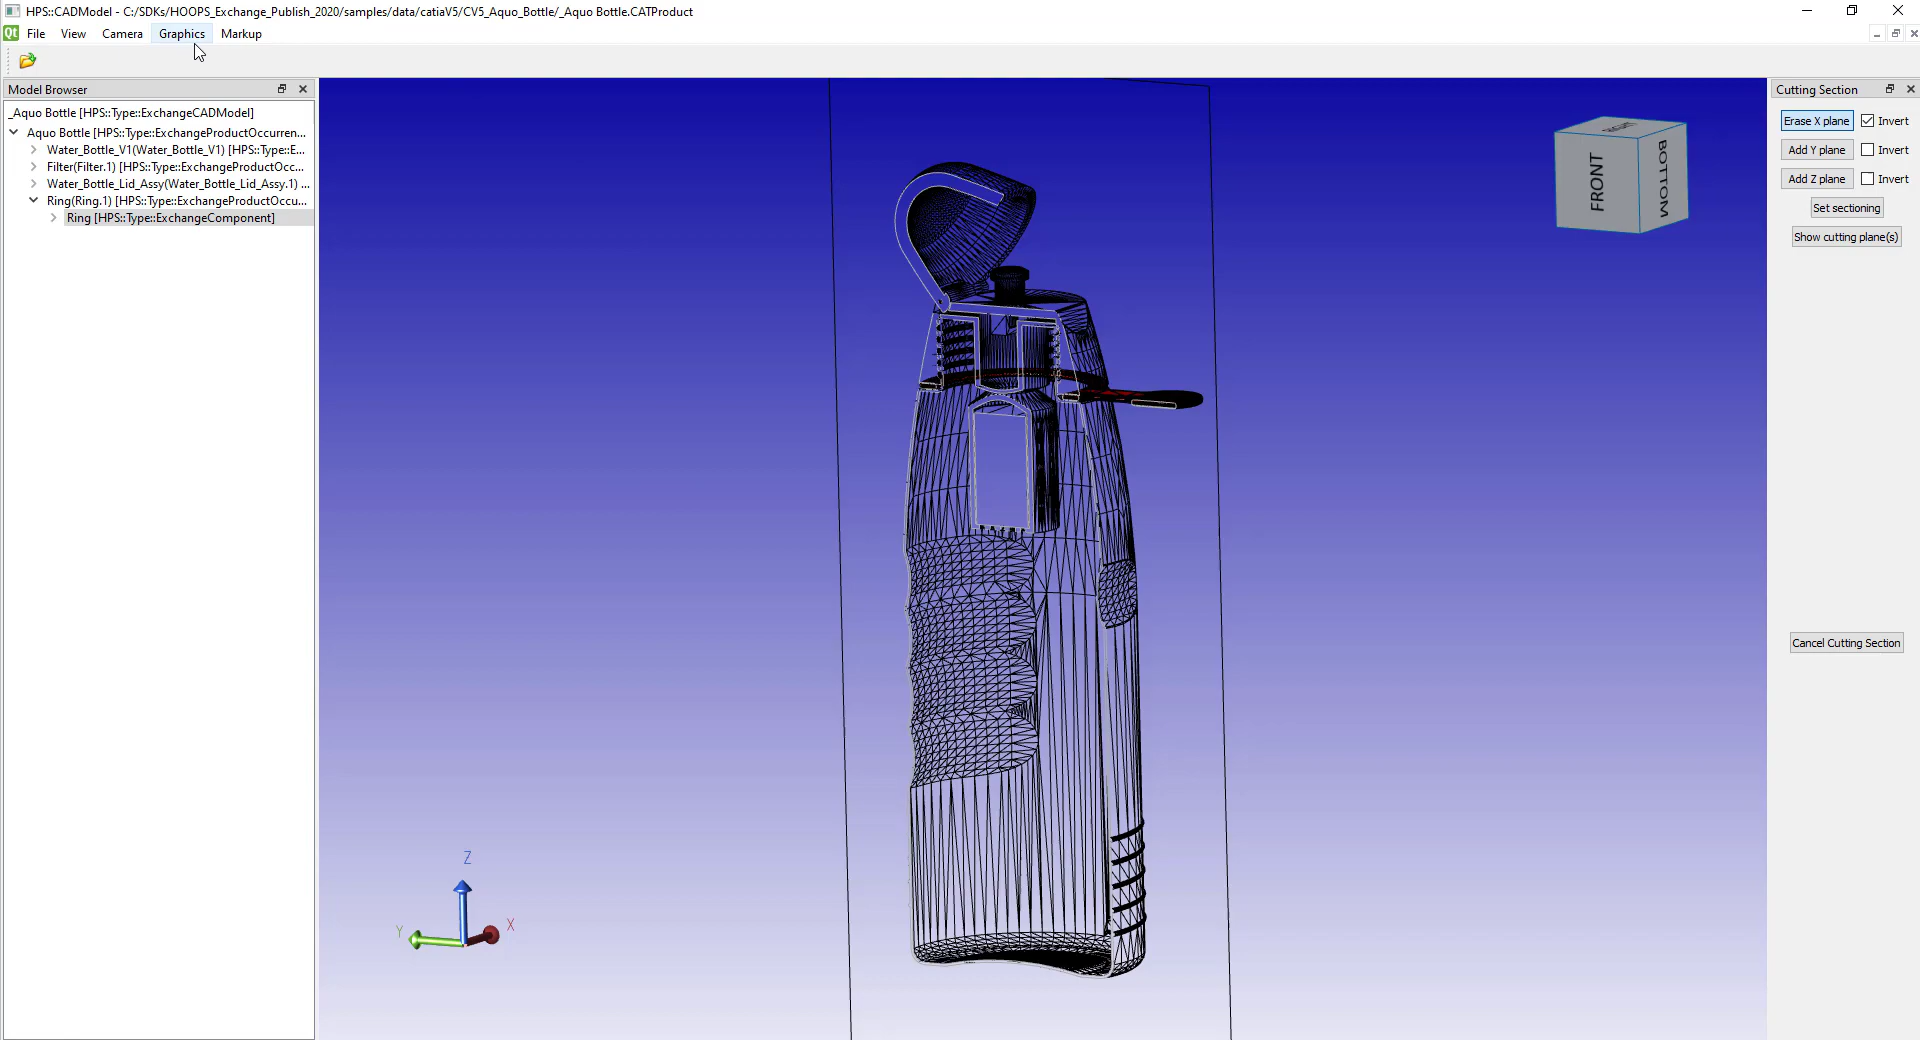 HPS::CADModel - C:/SDKs/HOOPS_Exchange_Publish_2020/samples/data/catiaV5/CV5_Aquo_Bottle/_Aquo Bottle.CATProduct
Qt File View Camera Graphics Markup
Model Browser
_Aquo Bottle [HPS::Type::ExchangeCADModel]
Aquo Bottle [HPS::Type::ExchangeProductOccurren...
Water_Bottle_V1(Water_Bottle_V1) [HPS::Type::E...
Filter(Filter.1) [HPS::Type::ExchangeProductOcc...
Water_Bottle_Lid_Assy(Water_Bottle_Lid_Assy.1) ...
Ring(Ring.1) [HPS::Type::ExchangeProductOccu...
Ring [HPS::Type::ExchangeComponent]
RIGHT
FRONT
BOTTOM
Z
Y
X
Cutting Section
Erase X plane Invert
Add Y plane Invert
Add Z plane Invert
Set sectioning
Show cutting plane(s)
Cancel Cutting Section